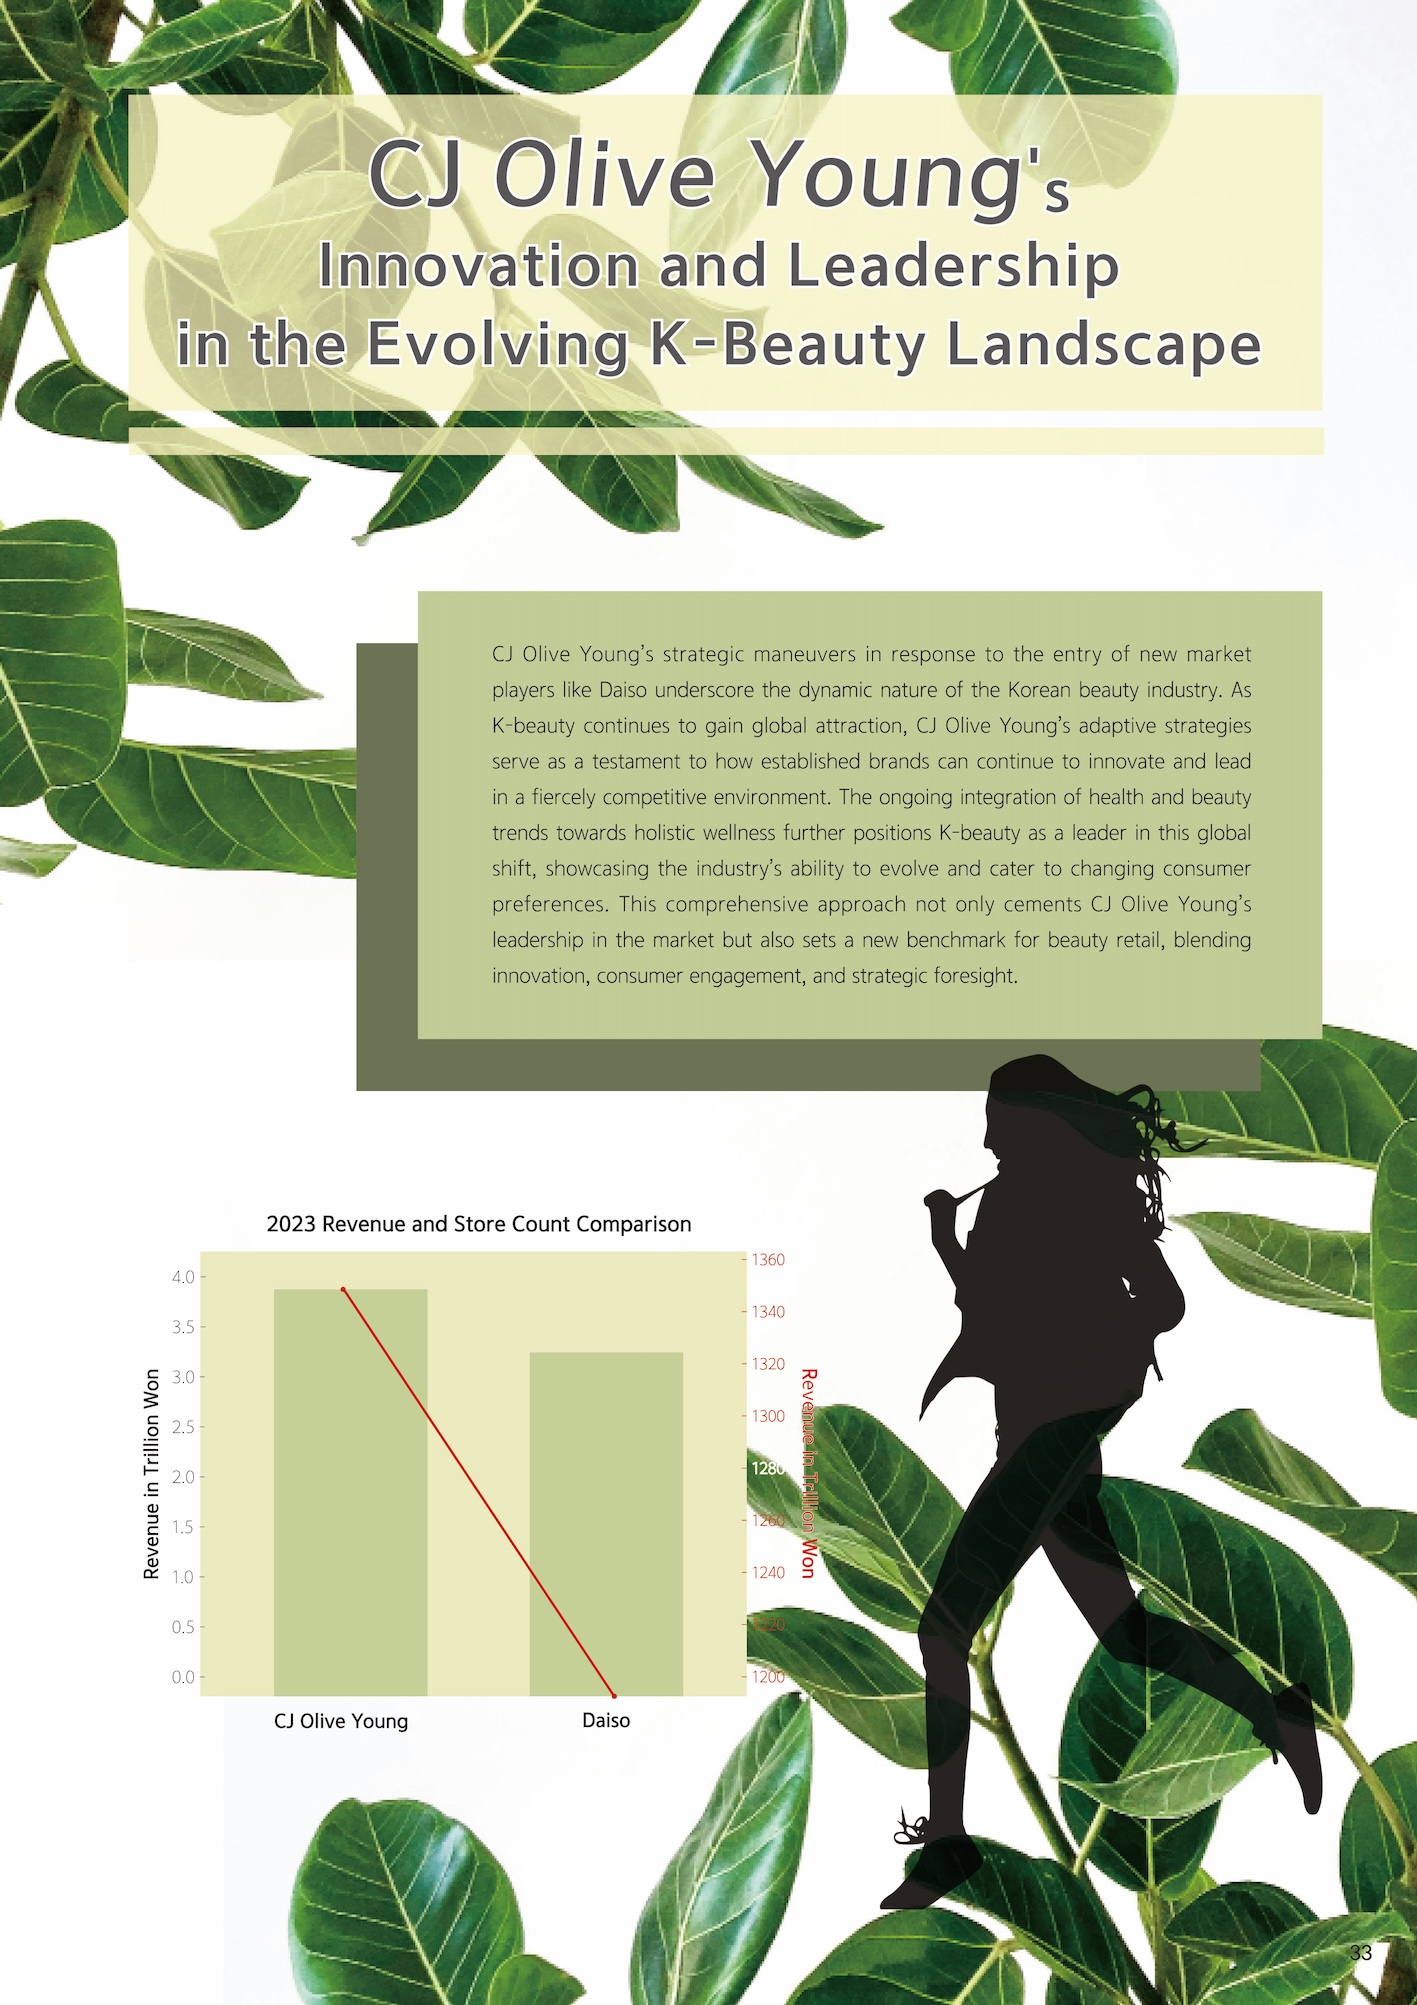 CJ Olive Young's
Innovation and Leadership
in the Evolving K-Beauty Landscape
CJ Olive Young's strategic maneuvers in response to the entry of new market
players like Daiso underscore the dynamic nature of the Korean beauty industry. As
K-beauty continues to gain global attraction, CJ Olive Young's adaptive strategies
serve as a testament to how established brands can continue to innovate and lead
in a fiercely competitive environment. The ongoing integration of health and beauty
trends towards holistic wellness further positions K-beauty as a leader in this global
shift, showcasing the industry's ability to evolve and cater to changing consumer
preferences. This comprehensive approach not only cements CJ Olive Young's
leadership in the market but also sets a new benchmark for beauty retail, blending
innovation, consumer engagement, and strategic foresight.
2023 Revenue and Store Count Comparison
Revenue in Trillion Won
4.0
3.5
3.0
2.5
2.0
1.5
1.0
0.5
0.0
1360
1340
1320
1300
1280
1260
1240
1220
1200
Revenue in Trillion Won
CJ Olive Young
Daiso
33